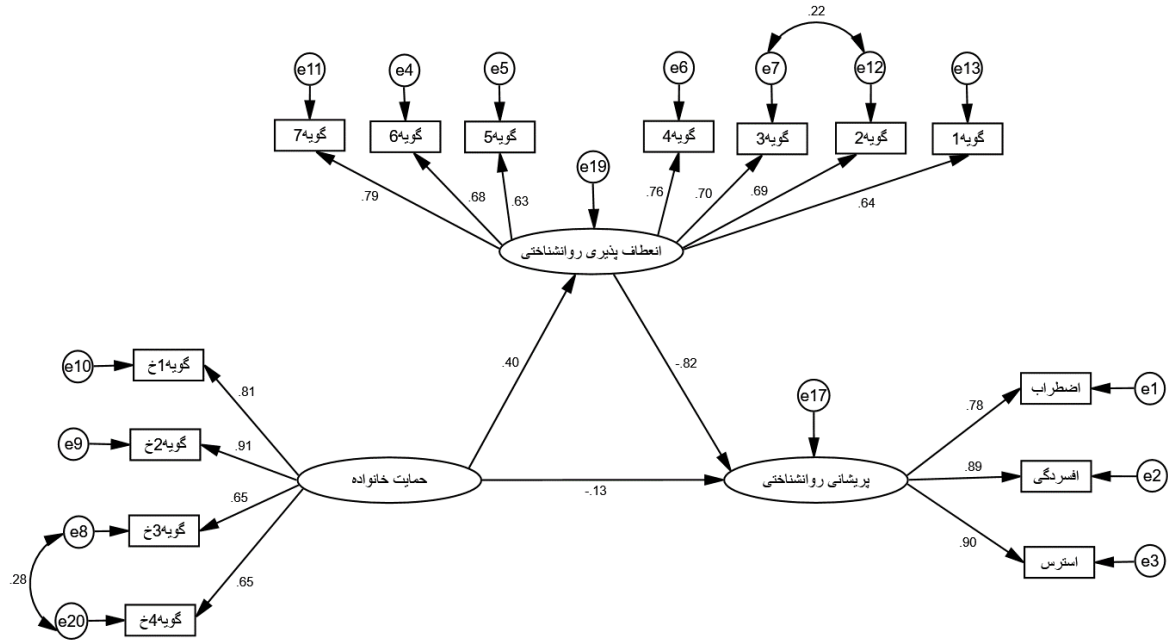 .22
e11
e4
e5
e6
e7
e12
e13
گویه7
گویه6
گویه5
گویه4
گویه3
گویه2
گویه1
e19
.79
.68
.63
.76
.70
.69
.64
انعطاف پذیری روانشناختی
e10
گویه1خ
.81
.40
-.82
e17
.78
اضطراب
e1
e9
گویه2خ
.91
حمایت خانواده
-.13
پریشانی روانشناختی
.89
افسردگی
e2
e8
گویه3خ
.65
.90
استرس
e3
.28
.65
e20
گویه4خ